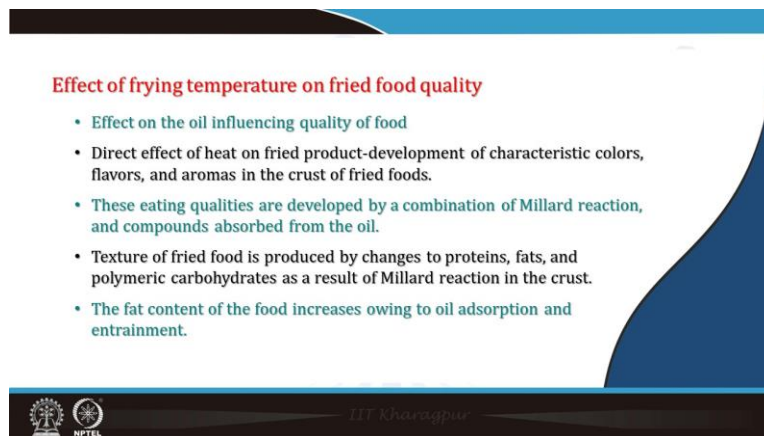 Effect of frying temperature on fried food quality
• Effect on the oil influencing quality of food
• Direct effect of heat on fried product-development of characteristic colors,
flavors, and aromas in the crust of fried foods.
• These eating qualities are developed by a combination of Millard reaction,
and compounds absorbed from the oil.
• Texture of fried food is produced by changes to proteins, fats, and
polymeric carbohydrates as a result of Millard reaction in the crust.
• The fat content of the food increases owing to oil adsorption and
entrainment.
IIT Kharagpur
NPTEL